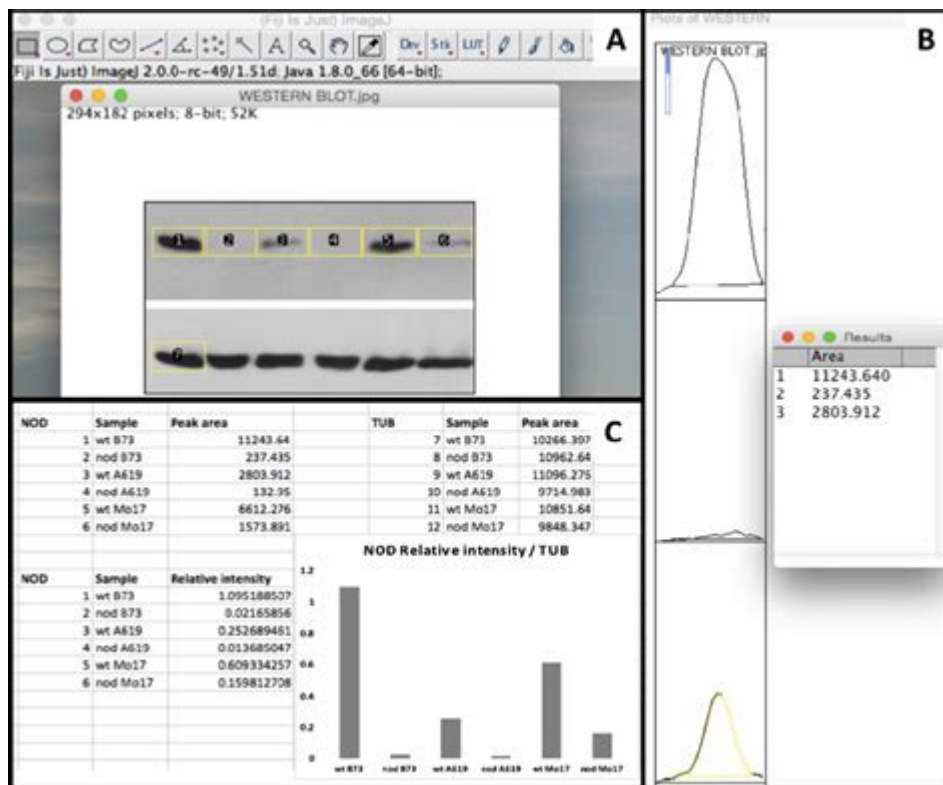 (Fiji Is Just) ImageJ
A
Dev Stk LUT
(Fiji Is Just) ImageJ 2.0.0-rc-49/1.51d; Java 1.8.0_66 [64-bit];
WESTERN BLOT.jpg
294x182 pixels; 8-bit; 52K
1 2 3 4 5 6
7
Plots of WESTERN
B
WESTERN BLOT.jp
Results
Area
1 11243.640
2 237.435
3 2803.912
C
NOD Sample Peak area TUB Sample Peak area
1 wt B73 11243.64 7 wt B73 10266.397
2 nod B73 237.435 8 nod B73 10962.64
3 wt A619 2803.912 9 wt A619 11096.275
4 nod A619 132.95 10 nod A619 9714.983
5 wt Mo17 6612.276 11 wt Mo17 10851.64
6 nod Mo17 1573.891 12 nod Mo17 9848.347
NOD Sample Relative intensity
1 wt B73 1.095188507
2 nod B73 0.02165856
3 wt A619 0.252689461
4 nod A619 0.013685047
5 wt Mo17 0.609334257
6 nod Mo17 0.159812708
NOD Relative intensity / TUB
1.2
1
0.8
0.6
0.4
0.2
0
wt B73 nod B73 wt A619 nod A619 wt Mo17 nod Mo17